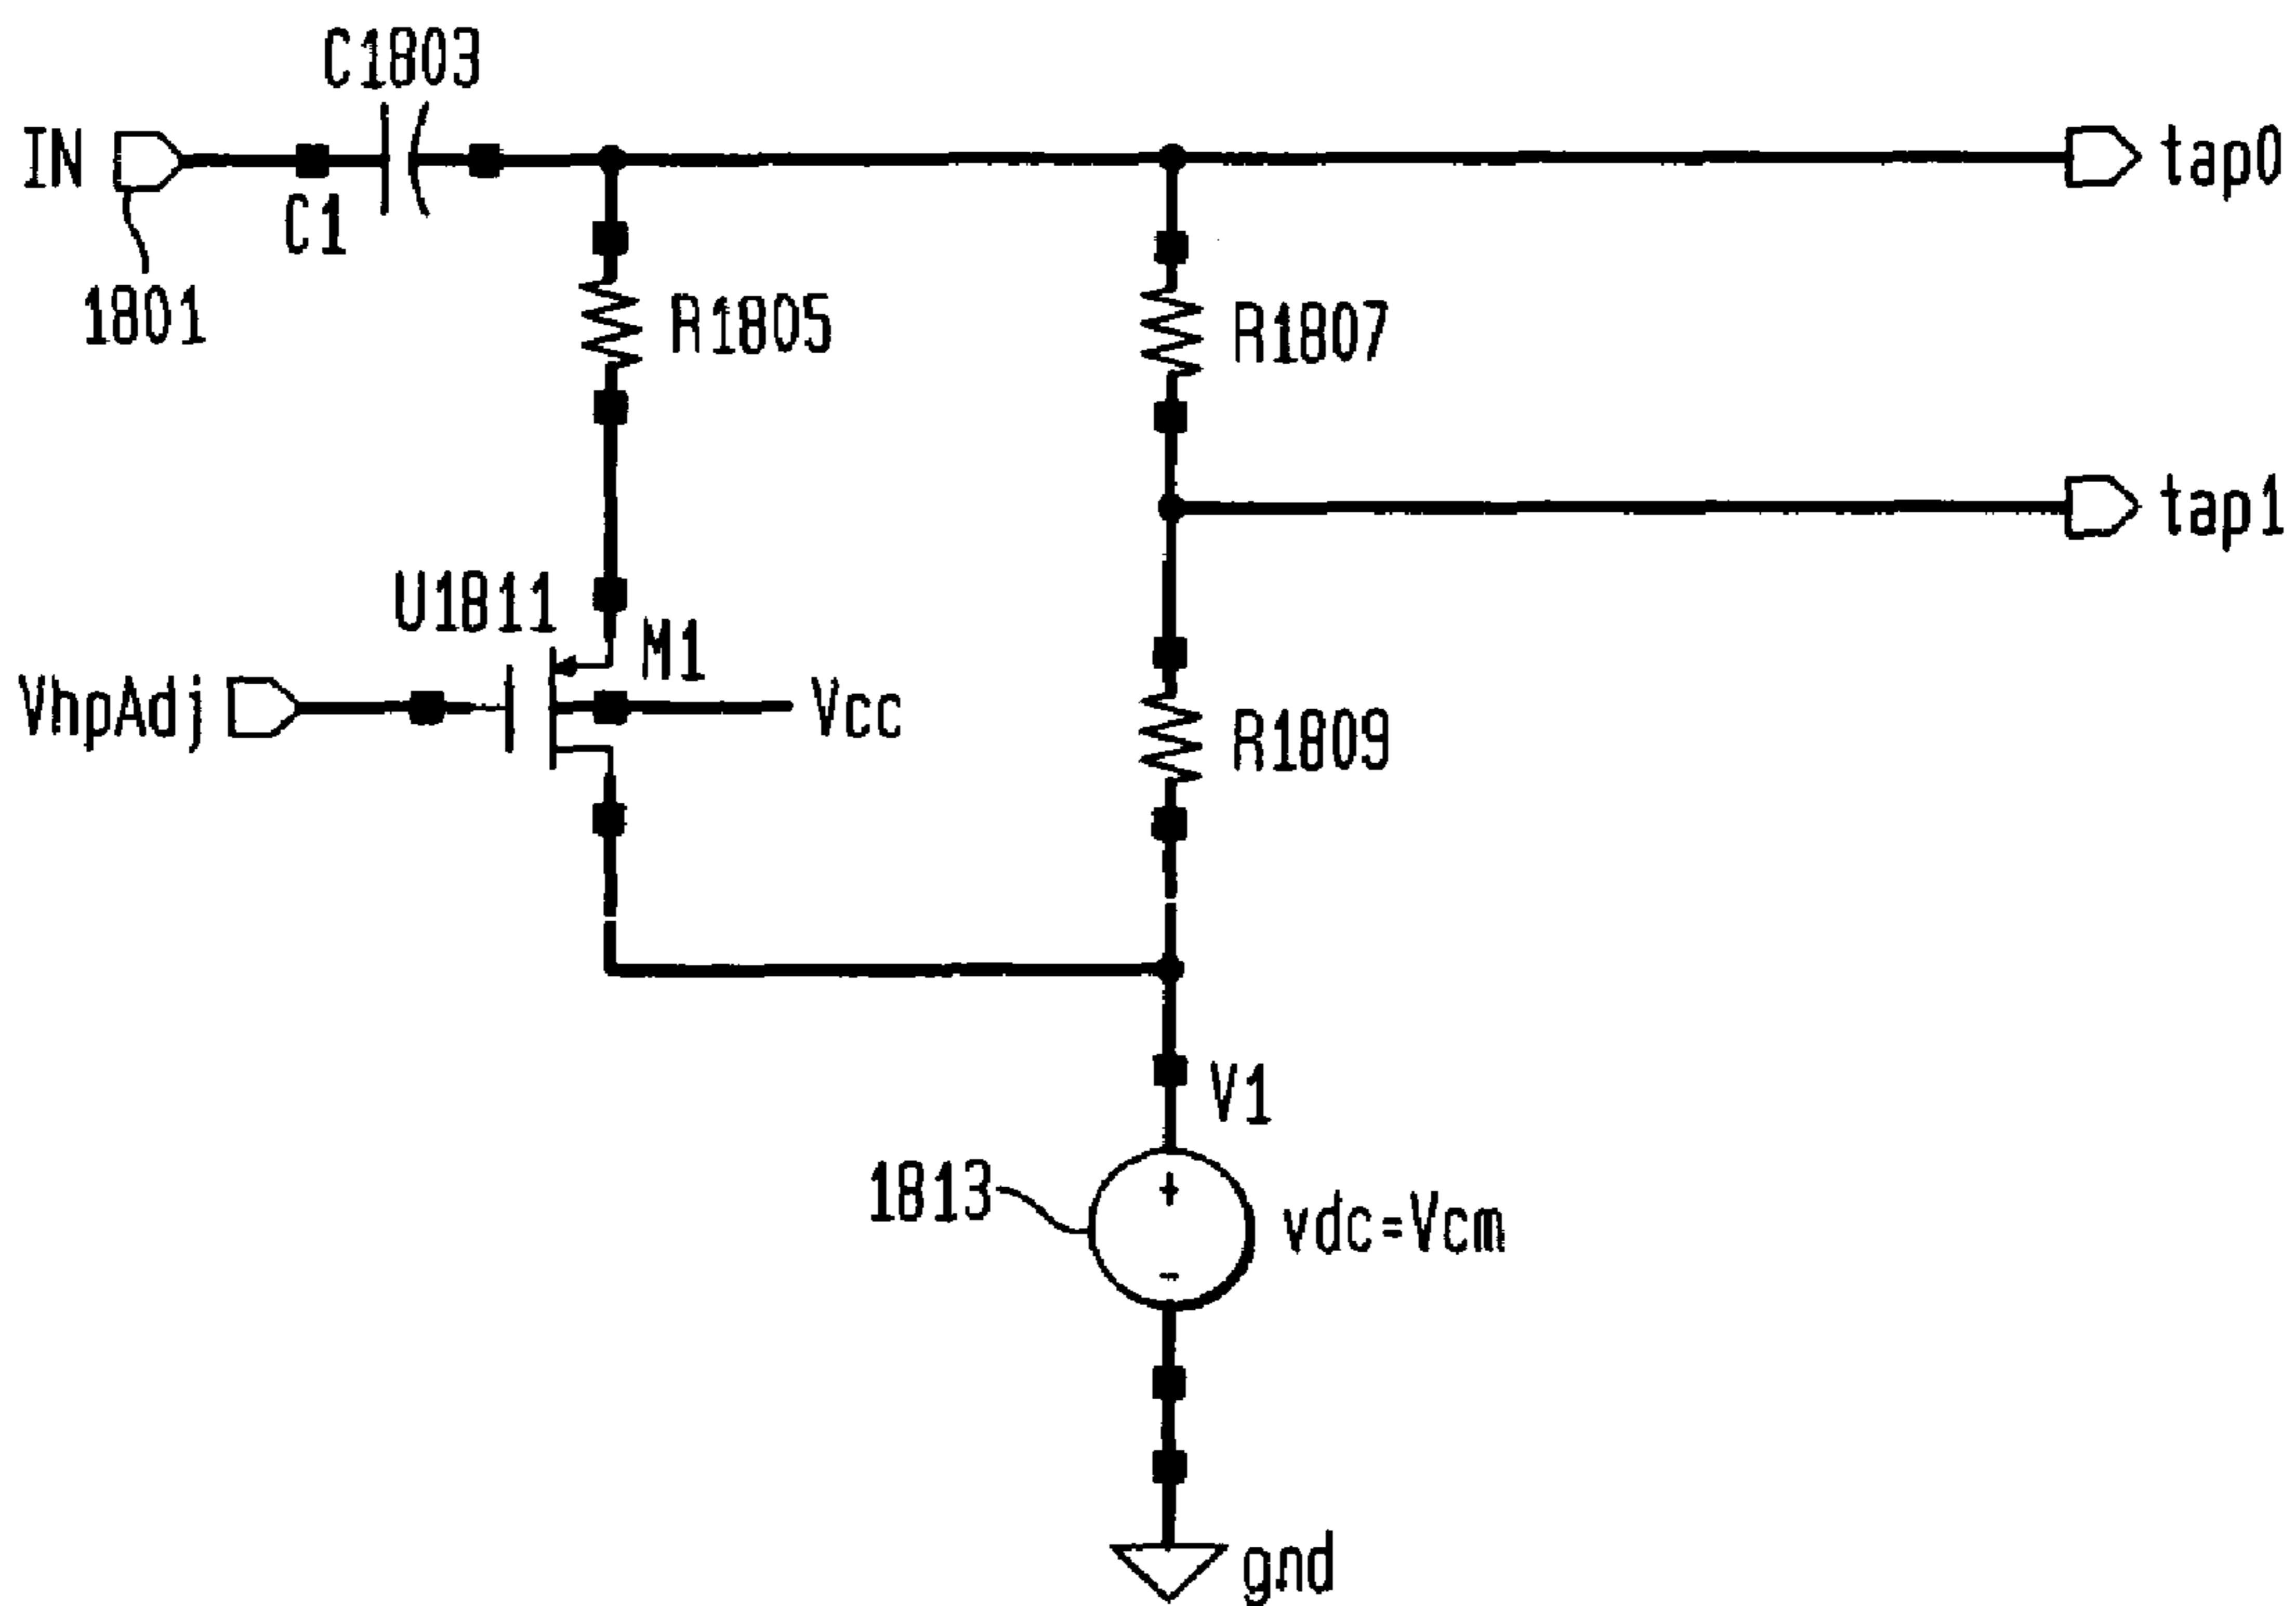 C1803
IN
C1
tap0
1801
R1805
R1807
tap1
U1811
M1
VhpAdj
Vcc
R1809
V1
1813
+
vdc=Vcm
-
gnd